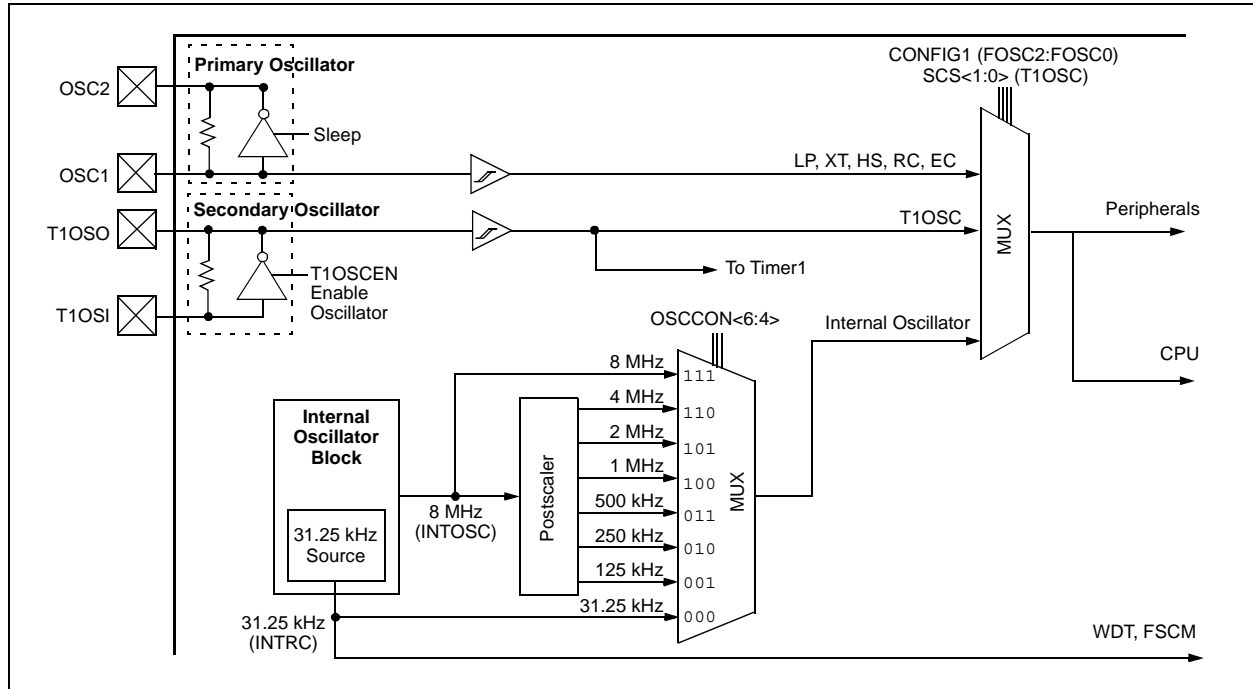 CONFIG1 (FOSC2:FOSC0)
SCS<1:0> (T1OSC)
Primary Oscillator
OSC2
Sleep
OSC1
LP, XT, HS, RC, EC
Secondary Oscillator
T1OSO
T1OSC
Peripherals
MUX
To Timer1
T1OSCEN
Enable
Oscillator
T1OSI
OSCCON<6:4>
Internal Oscillator
CPU
8 MHz
111
4 MHz
110
Internal
Oscillator
Block
2 MHz
101
1 MHz
100
Postscaler
MUX
8 MHz
(INTOSC)
500 kHz
011
31.25 kHz
Source
250 kHz
010
125 kHz
001
31.25 kHz
000
31.25 kHz
(INTRC)
WDT, FSCM